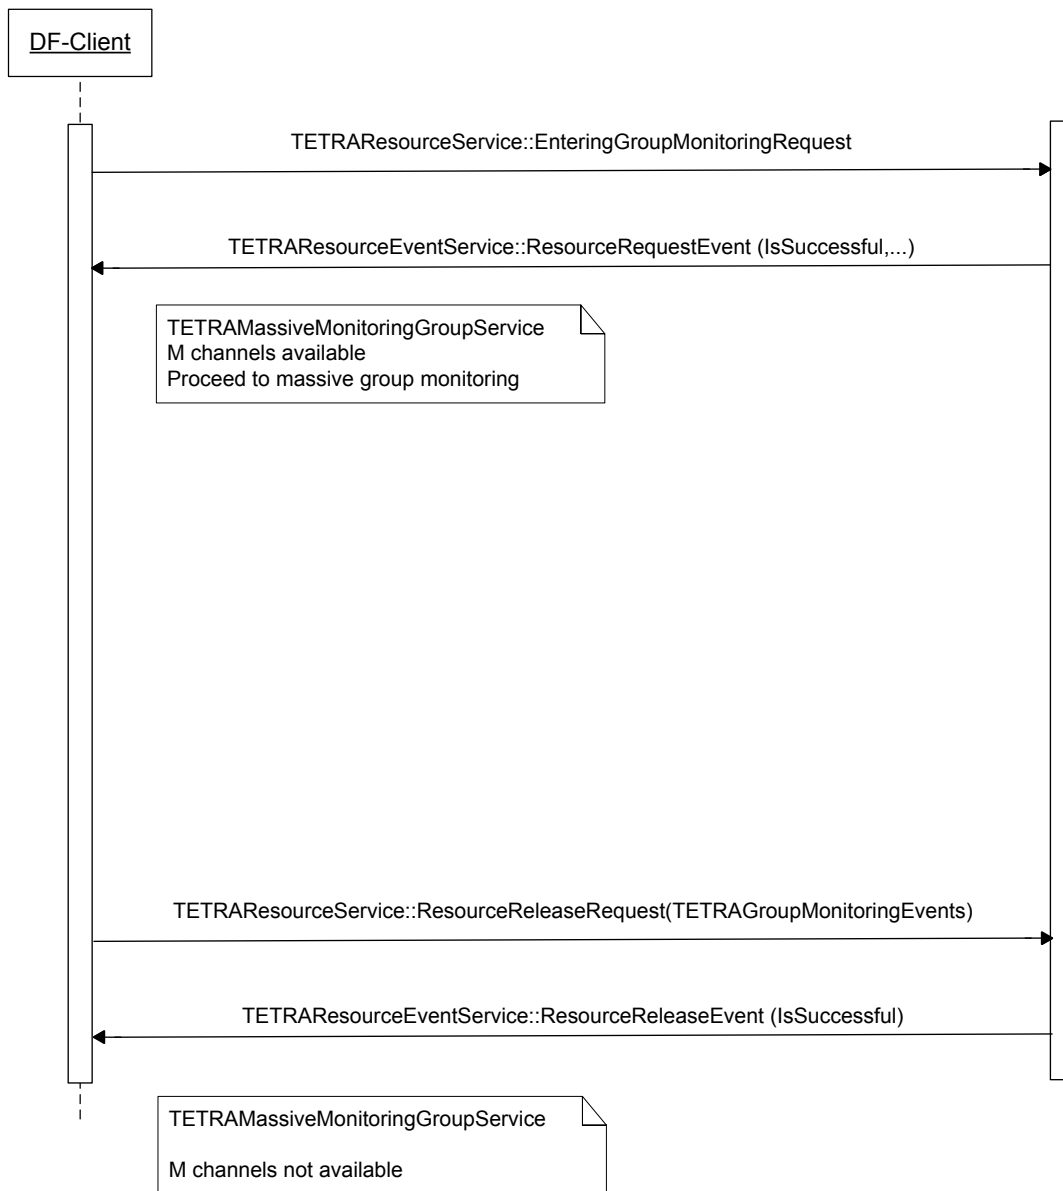 DF-Client
TETRAResourceService::EnteringGroupMonitoringRequest
TETRAResourceEventService::ResourceRequestEvent (IsSuccessful,...)
TETRAMassiveMonitoringGroupService
M channels available
Proceed to massive group monitoring
TETRAResourceService::ResourceReleaseRequest(TETRAGroupMonitoringEvents)
TETRAResourceEventService::ResourceReleaseEvent (IsSuccessful)
TETRAMassiveMonitoringGroupService
M channels not available